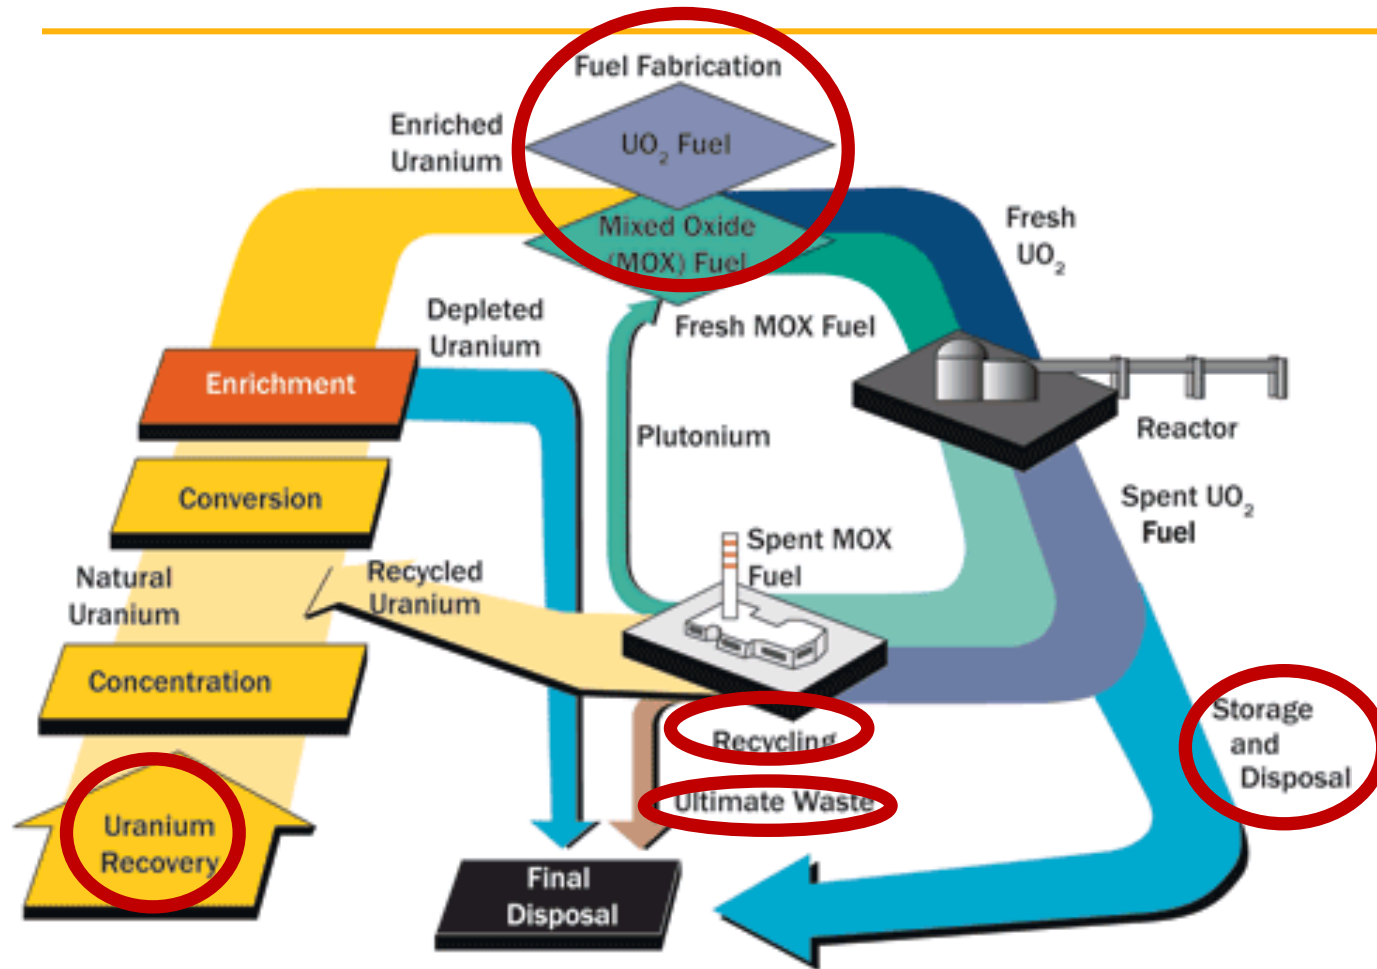 Fuel Fabrication
UO₂ Fuel
Enriched
Uranium
Mixed Oxide
(MOX) Fuel
Fresh
UO₂
Depleted
Uranium
Fresh MOX Fuel
Enrichment
Plutonium
Reactor
Conversion
Spent UO₂
Fuel
Spent MOX
Fuel
Natural
Uranium
Recycled
Uranium
Concentration
Recycling
Storage
and
Disposal
Ultimate Waste
Uranium
Recovery
Final
Disposal